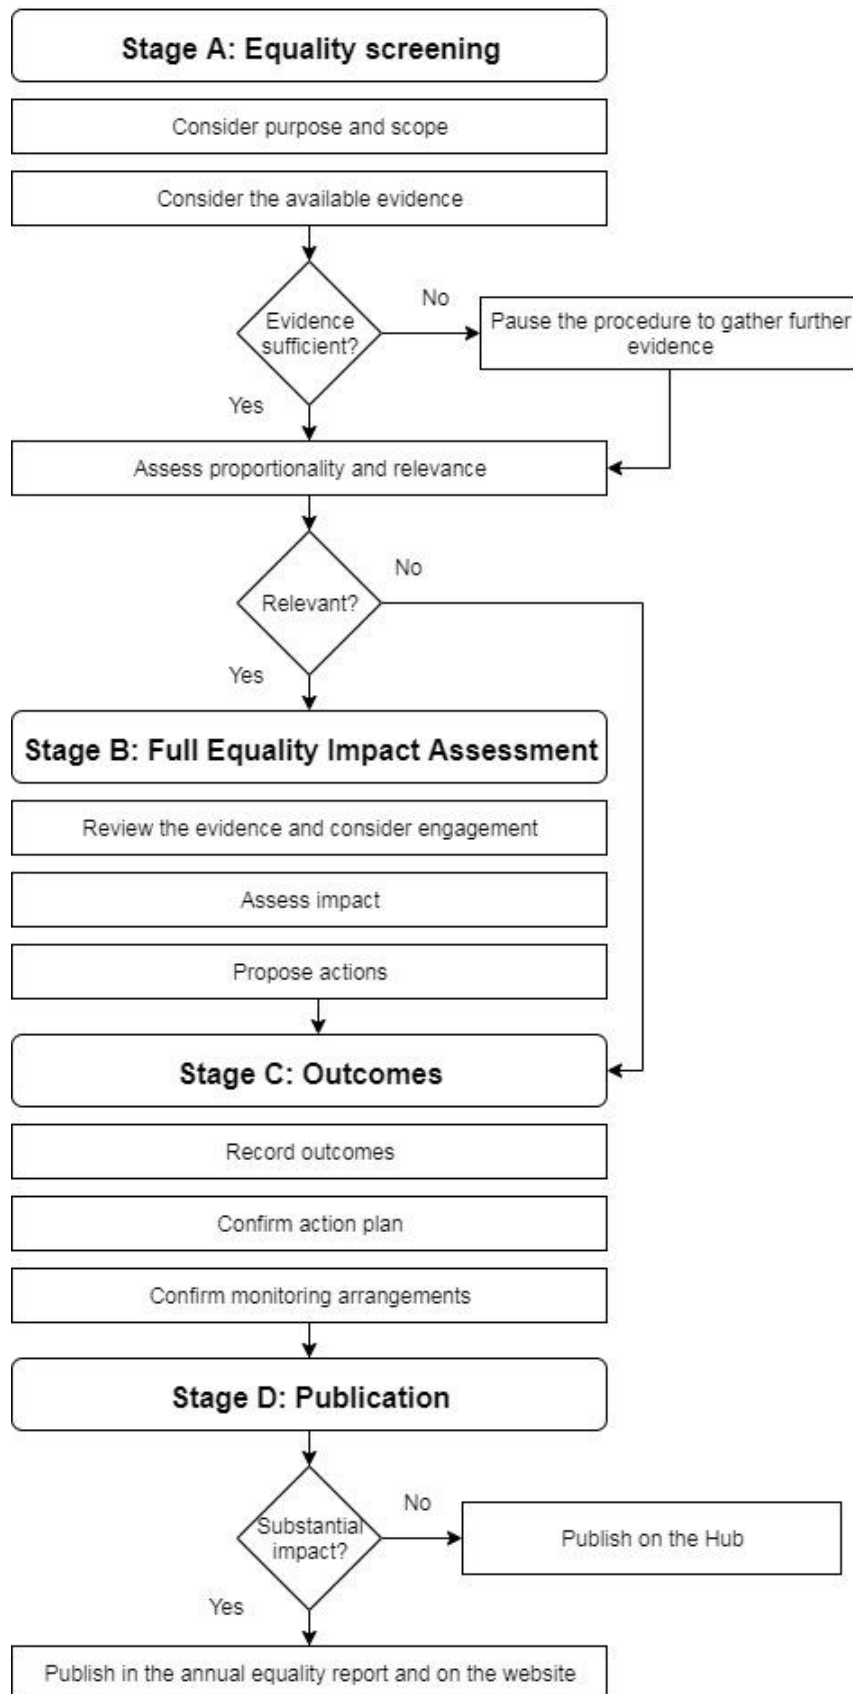 Stage A: Equality screening
Consider purpose and scope
Consider the available evidence
Evidence
sufficient?
No
Pause the procedure to gather further
evidence
Yes
Assess proportionality and relevance
Relevant?
No
Yes
Stage B: Full Equality Impact Assessment
Review the evidence and consider engagement
Assess impact
Propose actions
Stage C: Outcomes
Record outcomes
Confirm action plan
Confirm monitoring arrangements
Stage D: Publication
Substantial
impact?
No
Publish on the Hub
Yes
Publish in the annual equality report and on the website